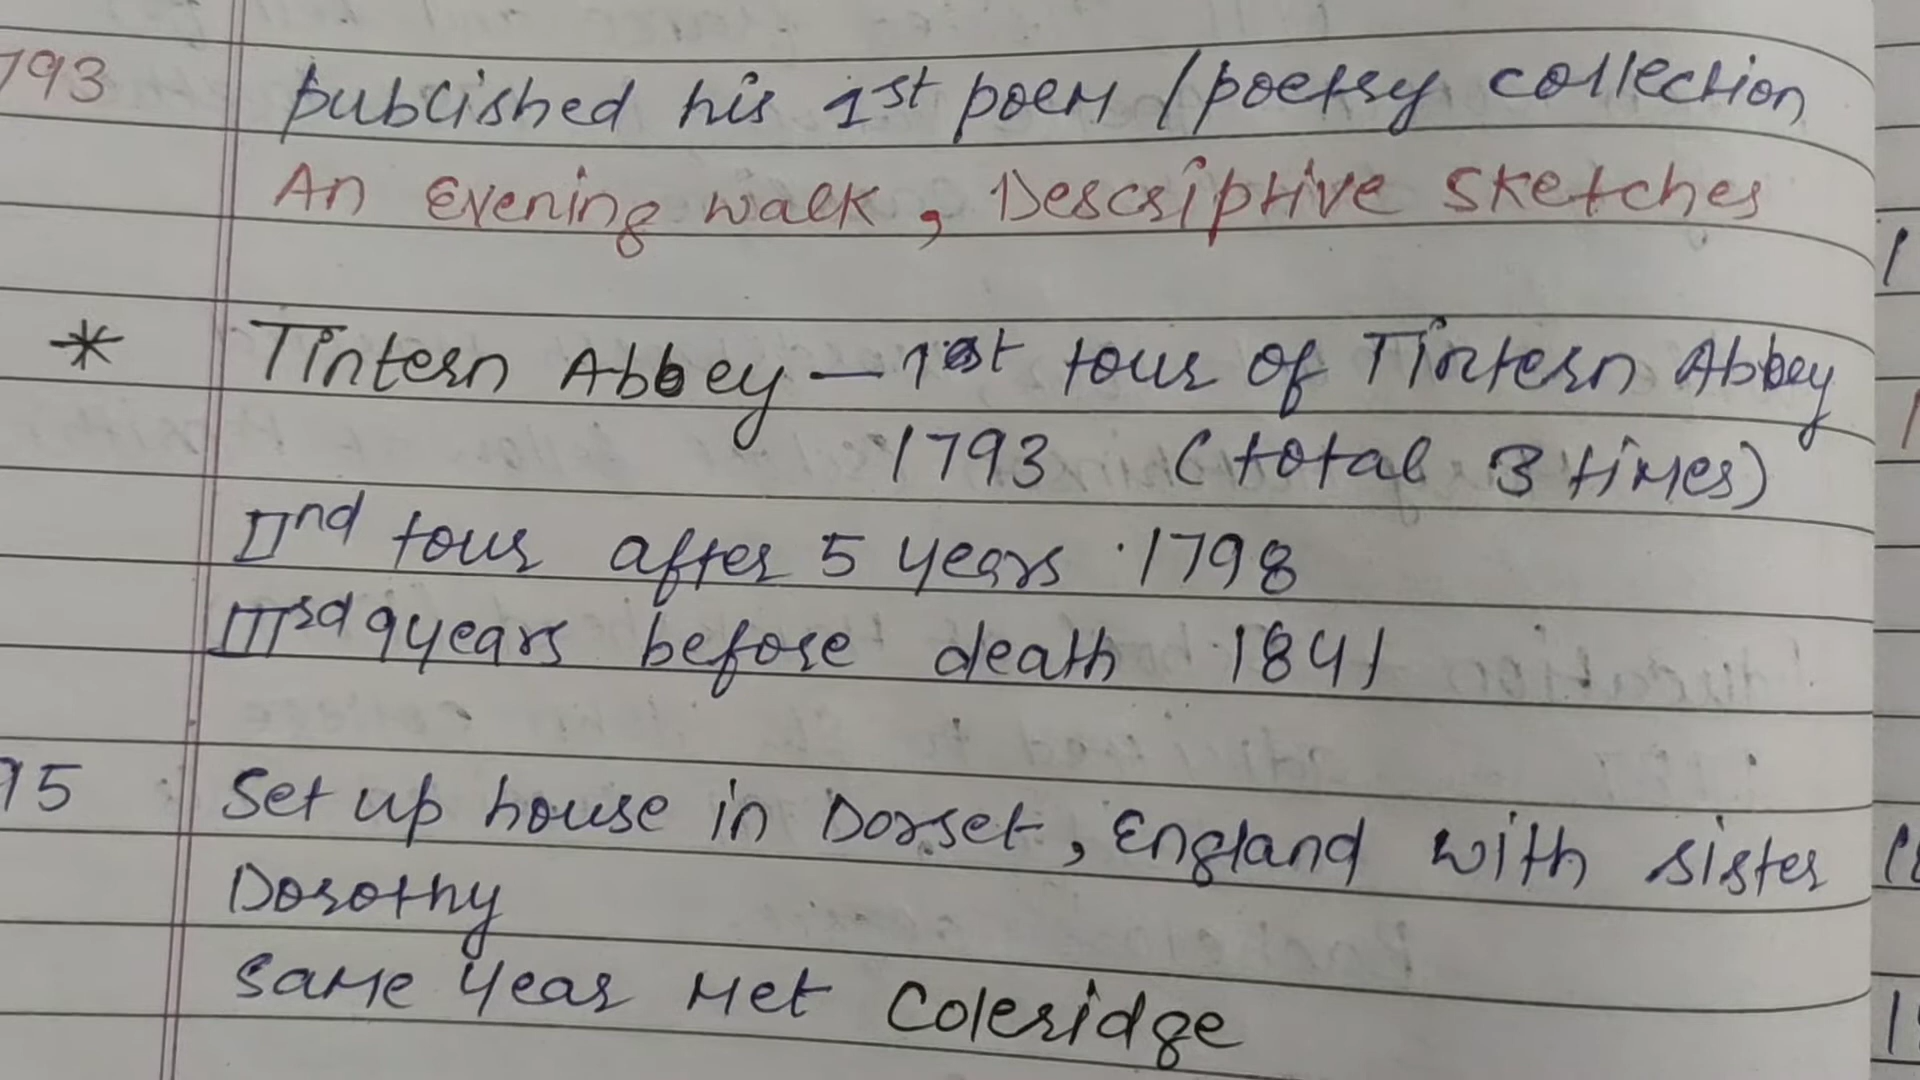 793 published his 1st poem / poetry collection
An Evening walk, Descriptive Sketches
* Tintern Abbey — 1st tour of Tintern Abbey
1793 (total 3 times)
IInd tour after 5 years 1798
IIIrd 9years before death 1841
95 Set up house in Dorset, England with sister
Dorothy
Same Year Met Coleridge